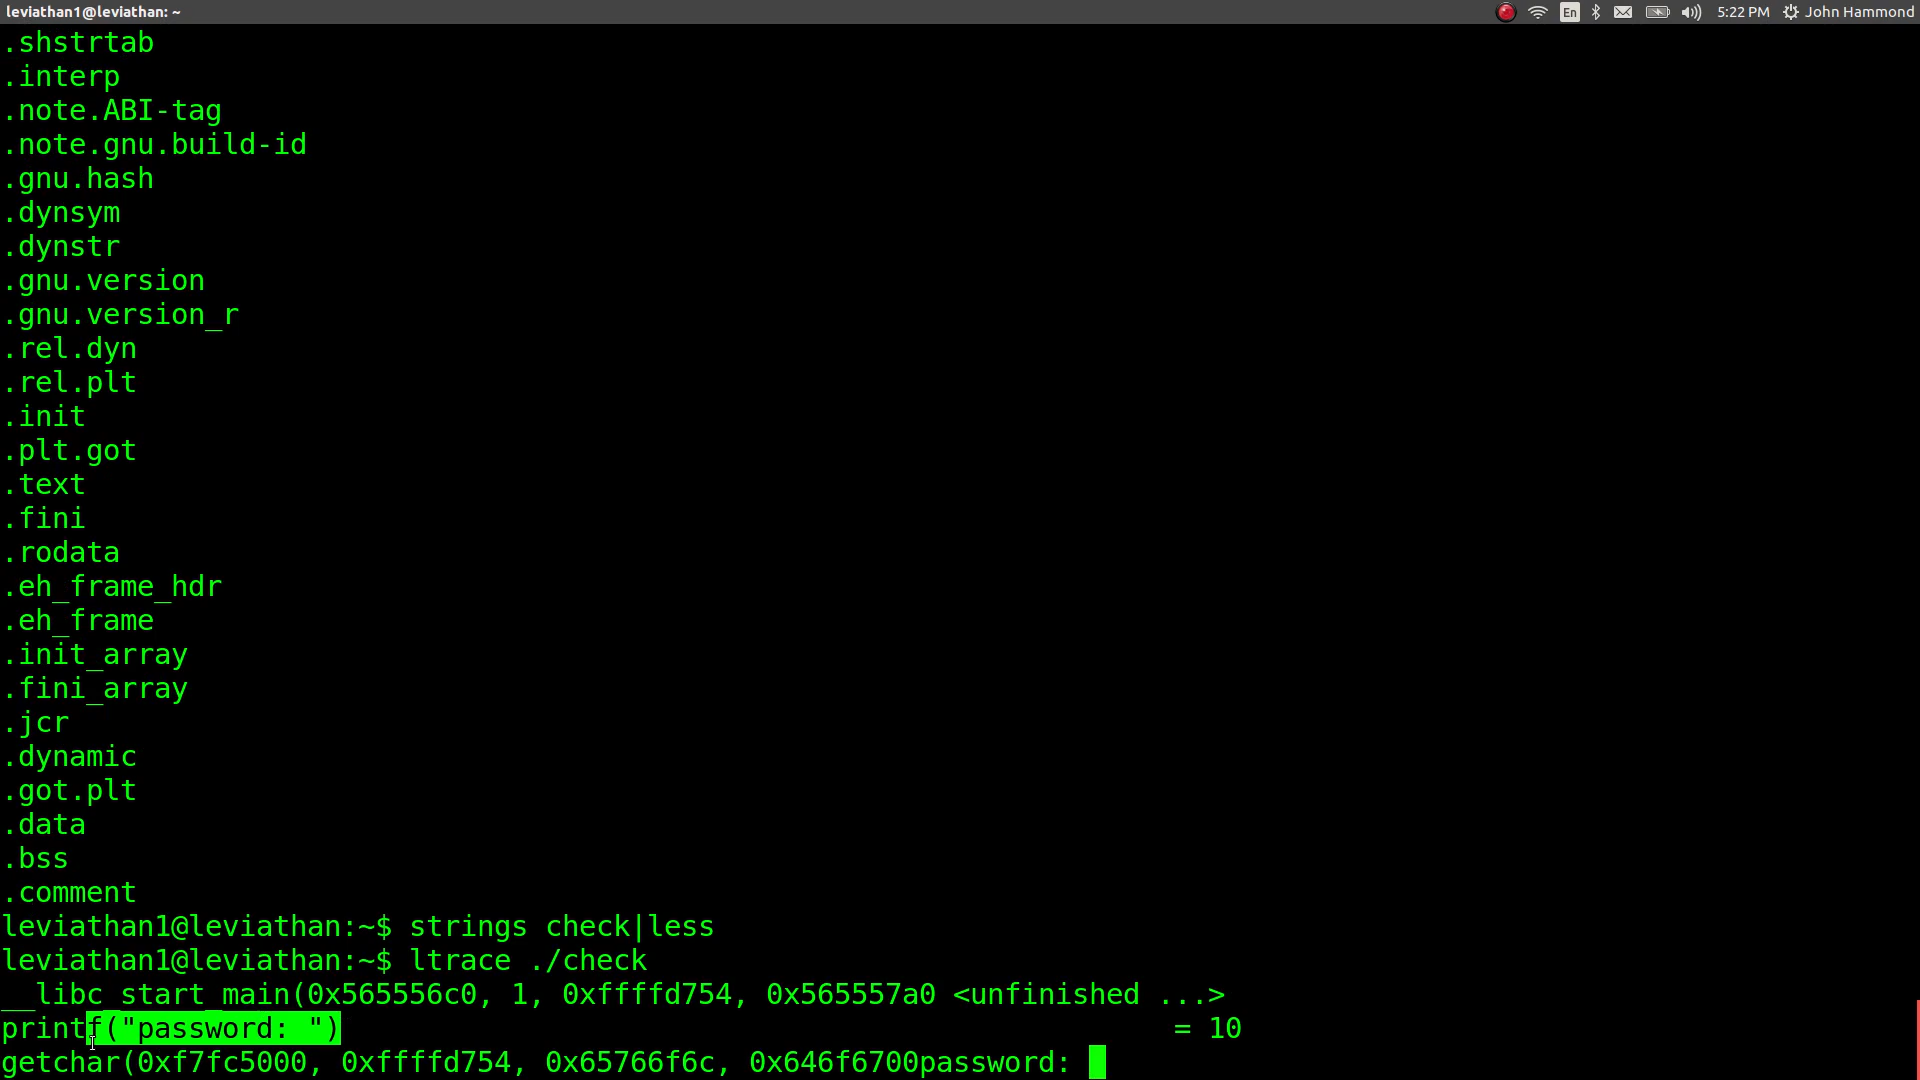 leviathan1@leviathan: ~
En
5:22 PM
John Hammond
.shstrtab
.interp
.note.ABI-tag
.note.gnu.build-id
.gnu.hash
.dynsym
.dynstr
.gnu.version
.gnu.version_r
.rel.dyn
.rel.plt
.init
.plt.got
.text
.fini
.rodata
.eh_frame_hdr
.eh_frame
.init_array
.fini_array
.jcr
.dynamic
.got.plt
.data
.bss
.comment
leviathan1@leviathan:~$ strings check|less
leviathan1@leviathan:~$ ltrace ./check
__libc_start_main(0x565556c0, 1, 0xffffd754, 0x565557a0 <unfinished ...>
printf("password: ") = 10
getchar(0xf7fc5000, 0xffffd754, 0x65766f6c, 0x646f6700password: